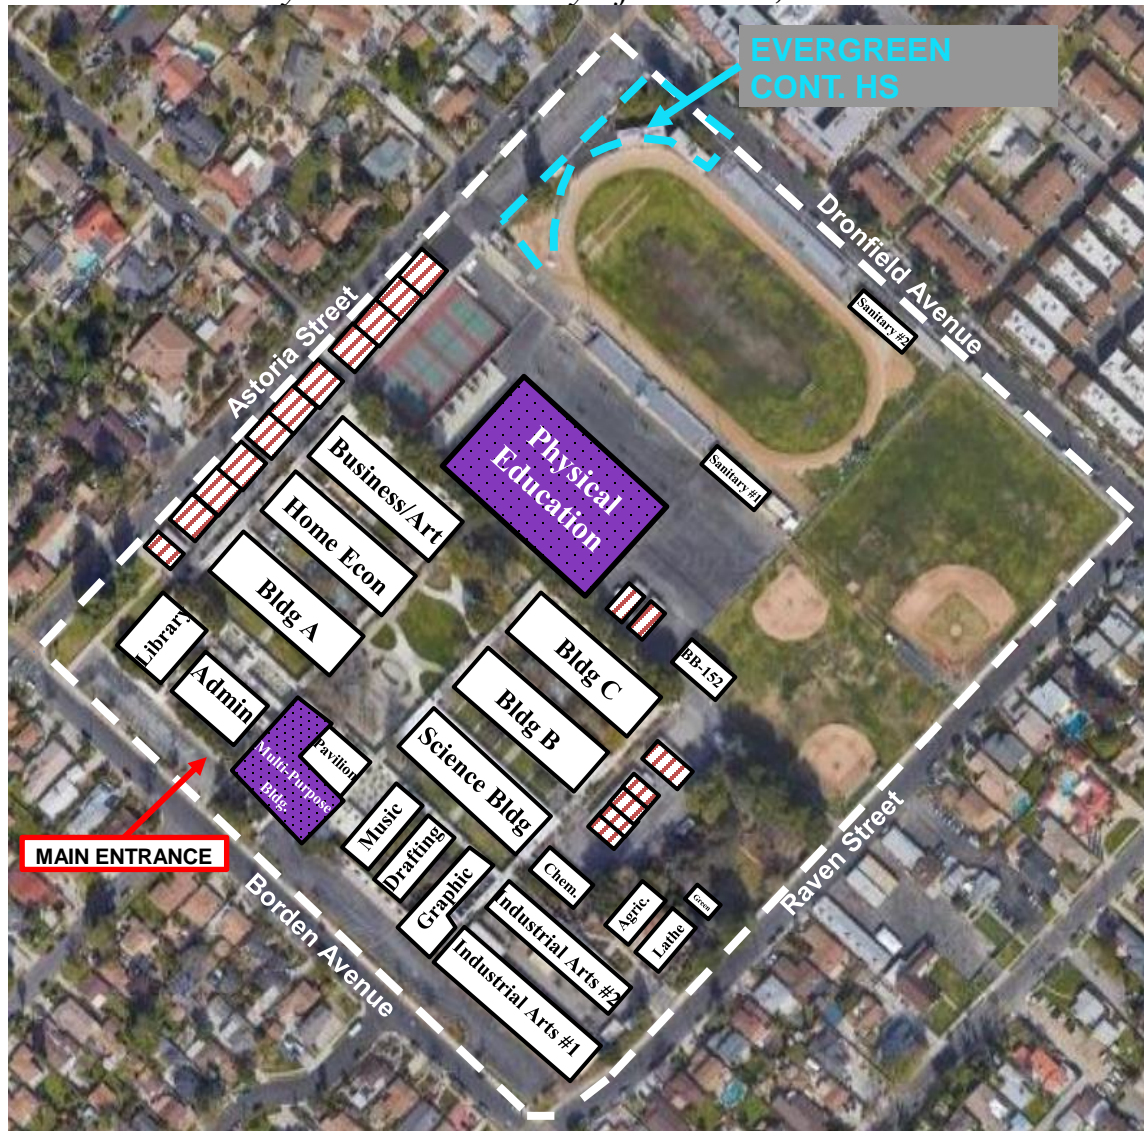 EVERGREEN
CONT. HS
Dronfield Avenue
Sanitary #2
Astoria Street
Physical
Education
Business/Art
Sanitary #1
Home Econ
Bldg A
Library
Admin
Bldg C
BB-152
Bldg B
Pavilion
Multi-Purpose
Bldg.
Science Bldg
Music
Drafting
MAIN ENTRANCE
Graphic
Chem.
Raven Street
Borden Avenue
Agric.
Green
Lathe
Industrial Arts #2
Industrial Arts #1